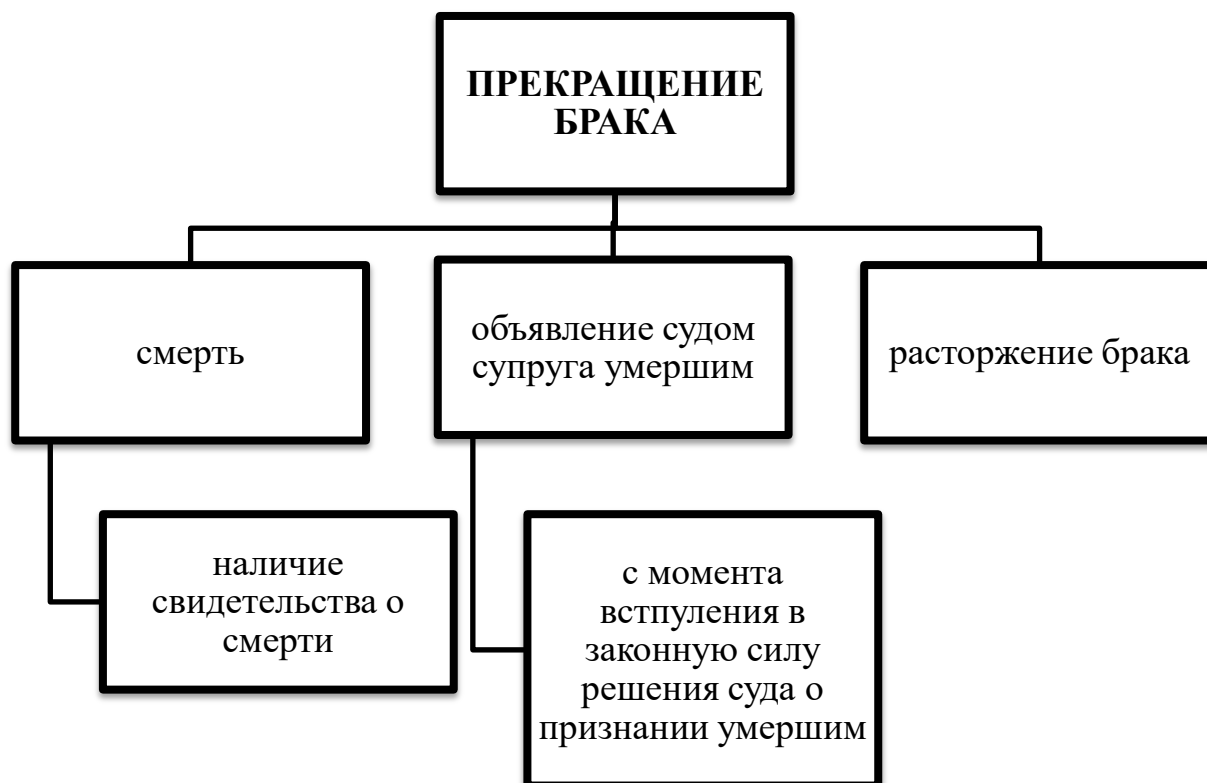 ПРЕКРАЩЕНИЕ
БРАКА
смерть
объявление судом
супруга умершим
расторжение брака
наличие
свидетельства о
смерти
с момента
встпуления в
законную силу
решения суда о
признании умершим